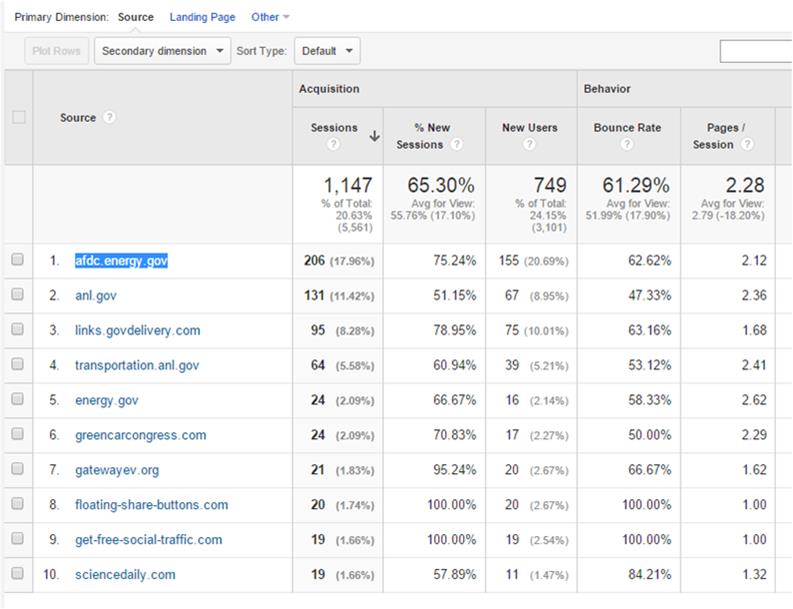 Primary Dimension: Source Landing Page Other
Plot Rows Secondary dimension Sort Type: Default
Acquisition Behavior
Source ? Sessions ? % New Sessions ? New Users ? Bounce Rate ? Pages / Session ?
1,147 65.30% 749 61.29% 2.28
% of Total: Avg for View: % of Total: Avg for View: Avg for View:
20.63% 55.76% (17.10%) 24.15% 51.99% (17.90%) 2.79 (-18.20%)
(5,561) (3,101)
1. afdc.energy.gov 206 (17.96%) 75.24% 155 (20.69%) 62.62% 2.12
2. anl.gov 131 (11.42%) 51.15% 67 (8.95%) 47.33% 2.36
3. links.govdelivery.com 95 (8.28%) 78.95% 75 (10.01%) 63.16% 1.68
4. transportation.anl.gov 64 (5.58%) 60.94% 39 (5.21%) 53.12% 2.41
5. energy.gov 24 (2.09%) 66.67% 16 (2.14%) 58.33% 2.62
6. greencarcongress.com 24 (2.09%) 70.83% 17 (2.27%) 50.00% 2.29
7. gatewayev.org 21 (1.83%) 95.24% 20 (2.67%) 66.67% 1.62
8. floating-share-buttons.com 20 (1.74%) 100.00% 20 (2.67%) 100.00% 1.00
9. get-free-social-traffic.com 19 (1.66%) 100.00% 19 (2.54%) 100.00% 1.00
10. sciencedaily.com 19 (1.66%) 57.89% 11 (1.47%) 84.21% 1.32